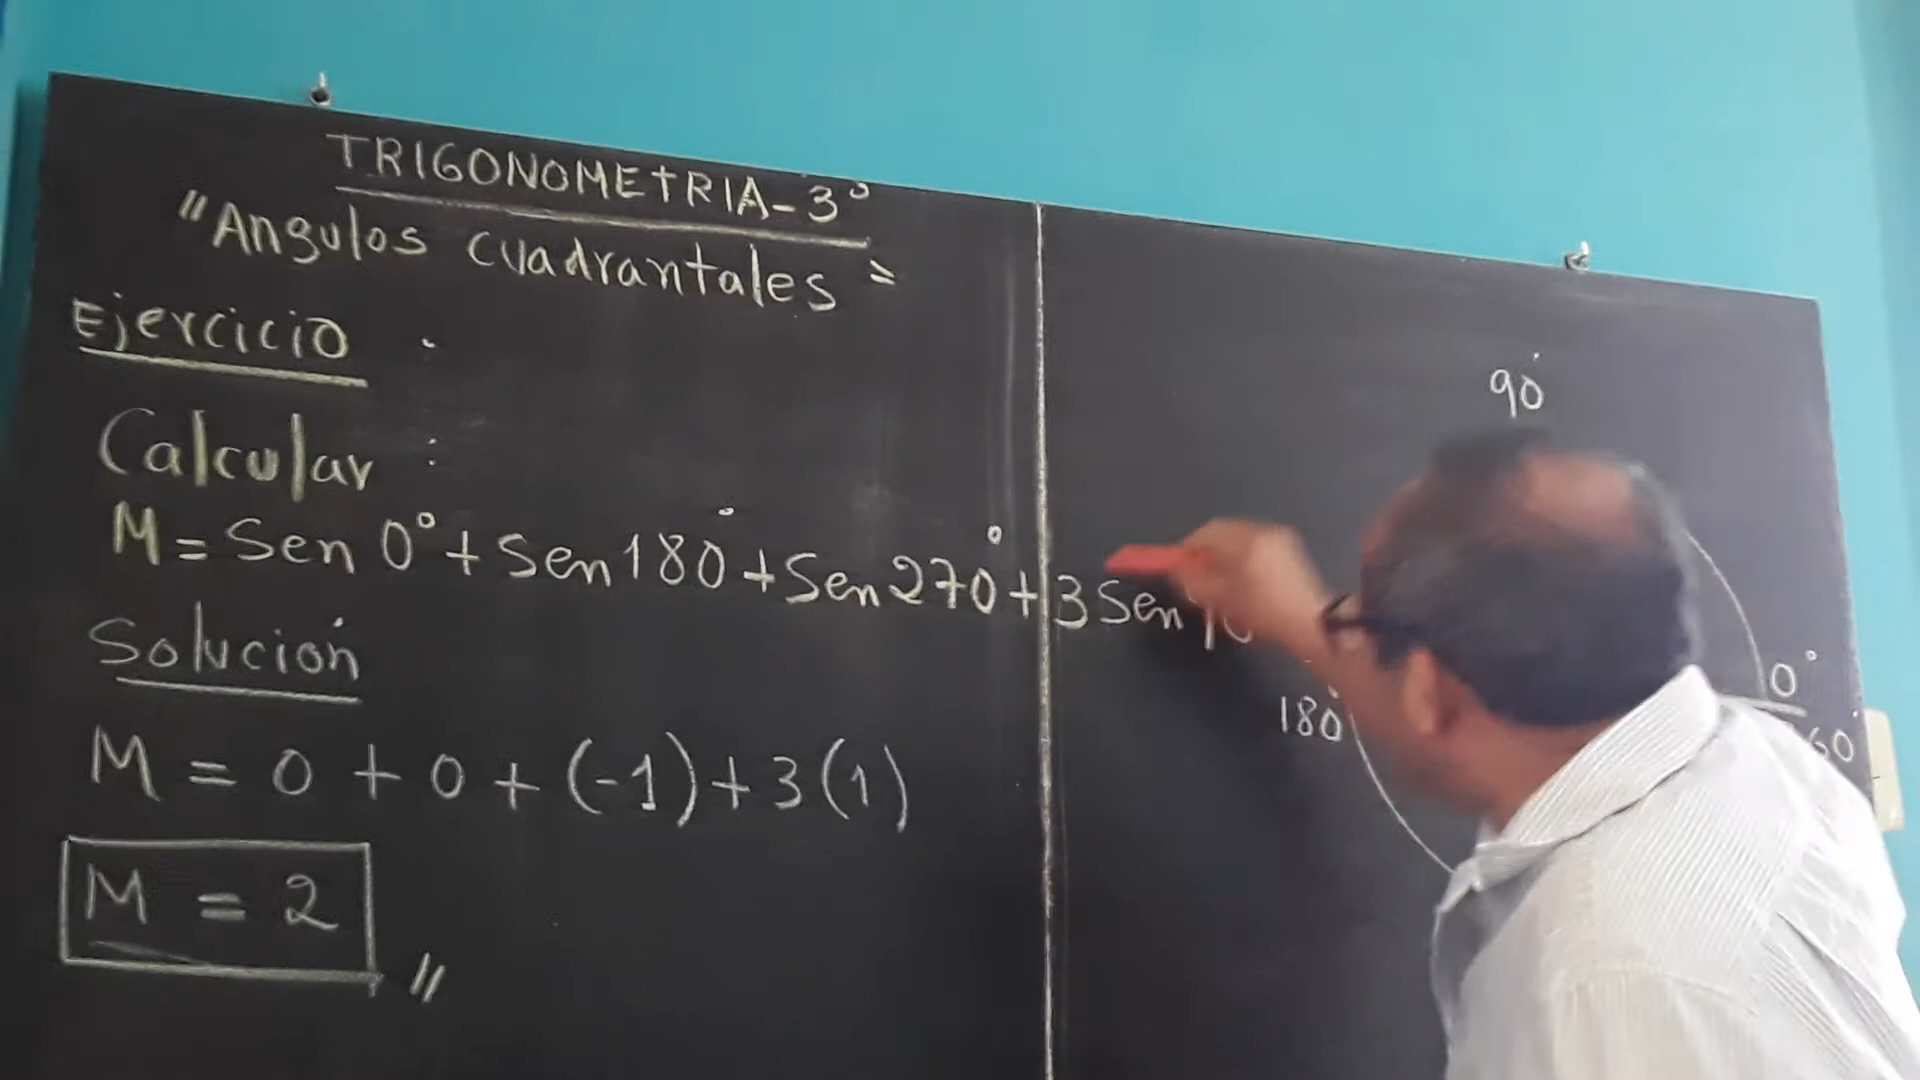 TRIGONOMETRIA-3°
"Angulos cuadrantales"
Ejercicio :
Calcular :
M = Sen 0° + Sen 180° + Sen 270° + 3 Sen
Solución
M = 0 + 0 + (-1) + 3 (1)
M = 2 //
90°
180°
0°
60